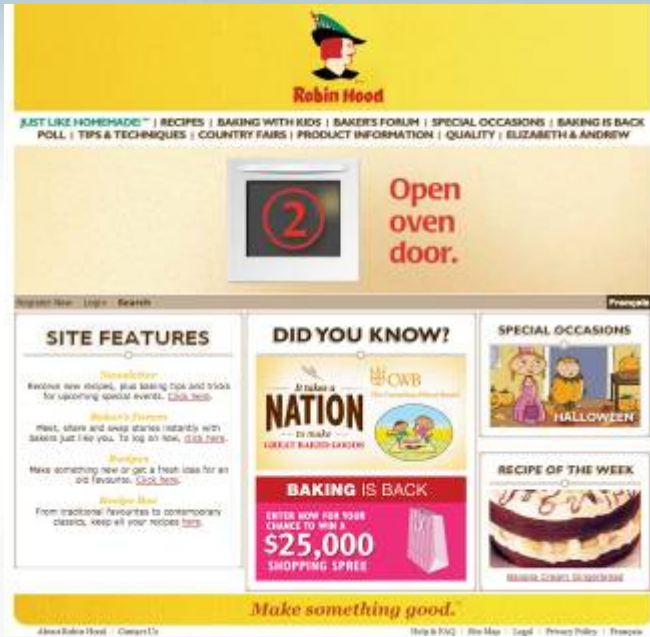 Robin Hood
JUST LIKE HOMEMADE!™ | RECIPES | BAKING WITH KIDS | BAKER'S FORUM | SPECIAL OCCASIONS | BAKING IS BACK
POLL | TIPS & TECHNIQUES | COUNTRY FAIRS | PRODUCT INFORMATION | QUALITY | ELIZABETH & ANDREW
2
Open
oven
door.
Register Now Login Search Français
SITE FEATURES
Newsletter
Receive new recipes, plus baking tips and tricks
for upcoming special events. Click here.
Baker's Forum
Meet, share and swap stories instantly with
bakers just like you. To log on now, click here.
Recipes
Make something new or get a fresh idea for an
old favourite. Click here.
Recipe Box
From traditional favourites to contemporary
classics, keep all your recipes here.
DID YOU KNOW?
It takes a
NATION
to make
GREAT BAKED GOODS
CWB
The Canadian Wheat Board
BAKING IS BACK
ENTER NOW FOR YOUR
CHANCE TO WIN A
$25,000
SHOPPING SPREE
SPECIAL OCCASIONS
HALLOWEEN
RECIPE OF THE WEEK
Banana Cream Gingerbread
Make something good.™
About Robin Hood | Contact Us Help & FAQ | Site Map | Legal | Privacy Policy | Français